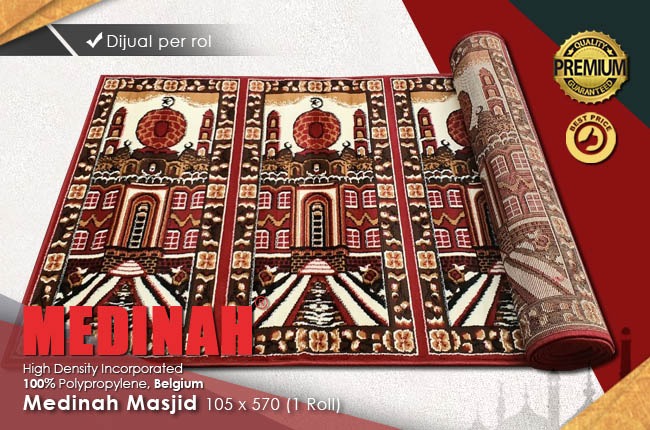 Dijual per rol
QUALITY
PREMIUM
GUARANTEED
BEST PRICE
MEDINAH
High Density Incorporated
100% Polypropylene, Belgium
Medinah Masjid 105 x 570 (1 Roll)